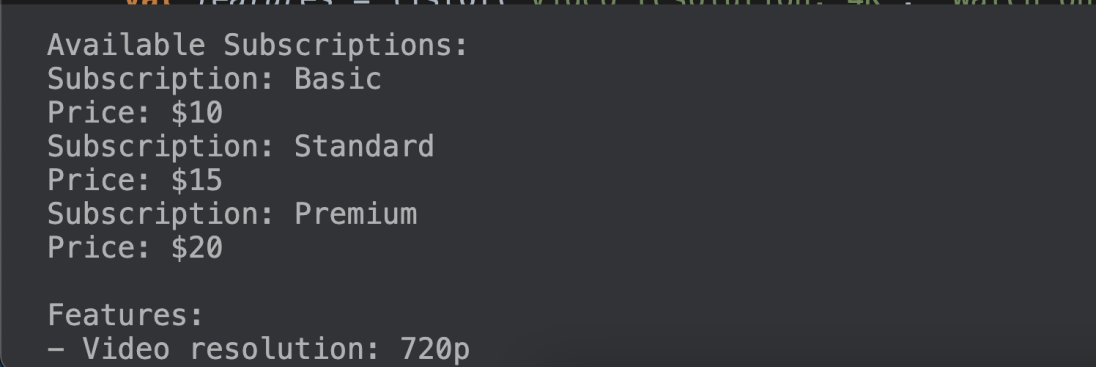 Available Subscriptions:
Subscription: Basic
Price: $10
Subscription: Standard
Price: $15
Subscription: Premium
Price: $20
Features:
- Video resolution: 720p